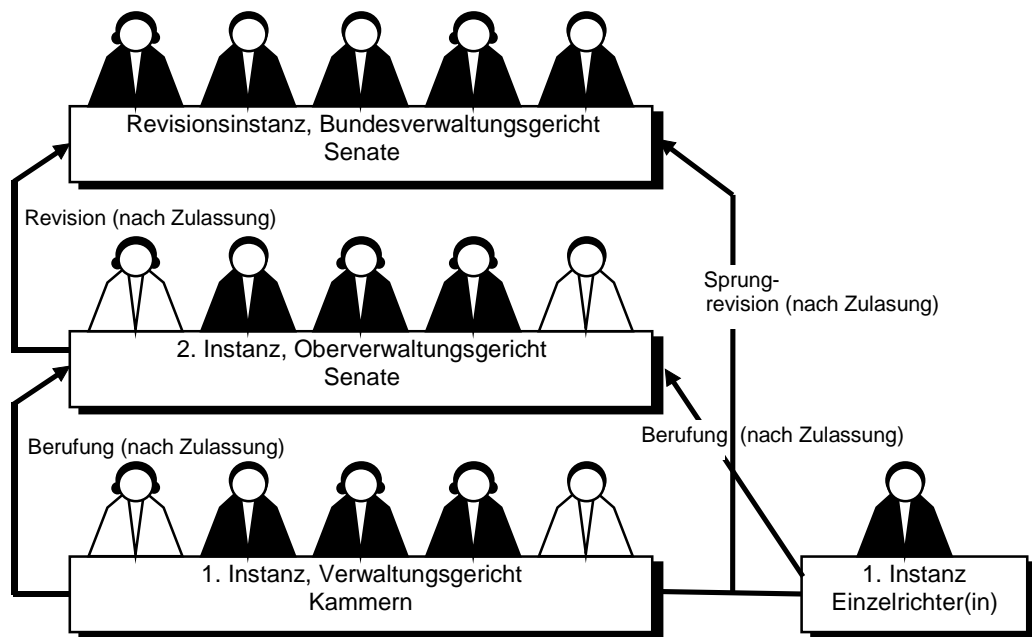 Revisionsinstanz, Bundesverwaltungsgericht
Senate
Revision (nach Zulassung)
Sprung-
revision (nach Zulasung)
2. Instanz, Oberverwaltungsgericht
Senate
Berufung (nach Zulassung)
Berufung (nach Zulassung)
1. Instanz, Verwaltungsgericht
Kammern
1. Instanz
Einzelrichter(in)